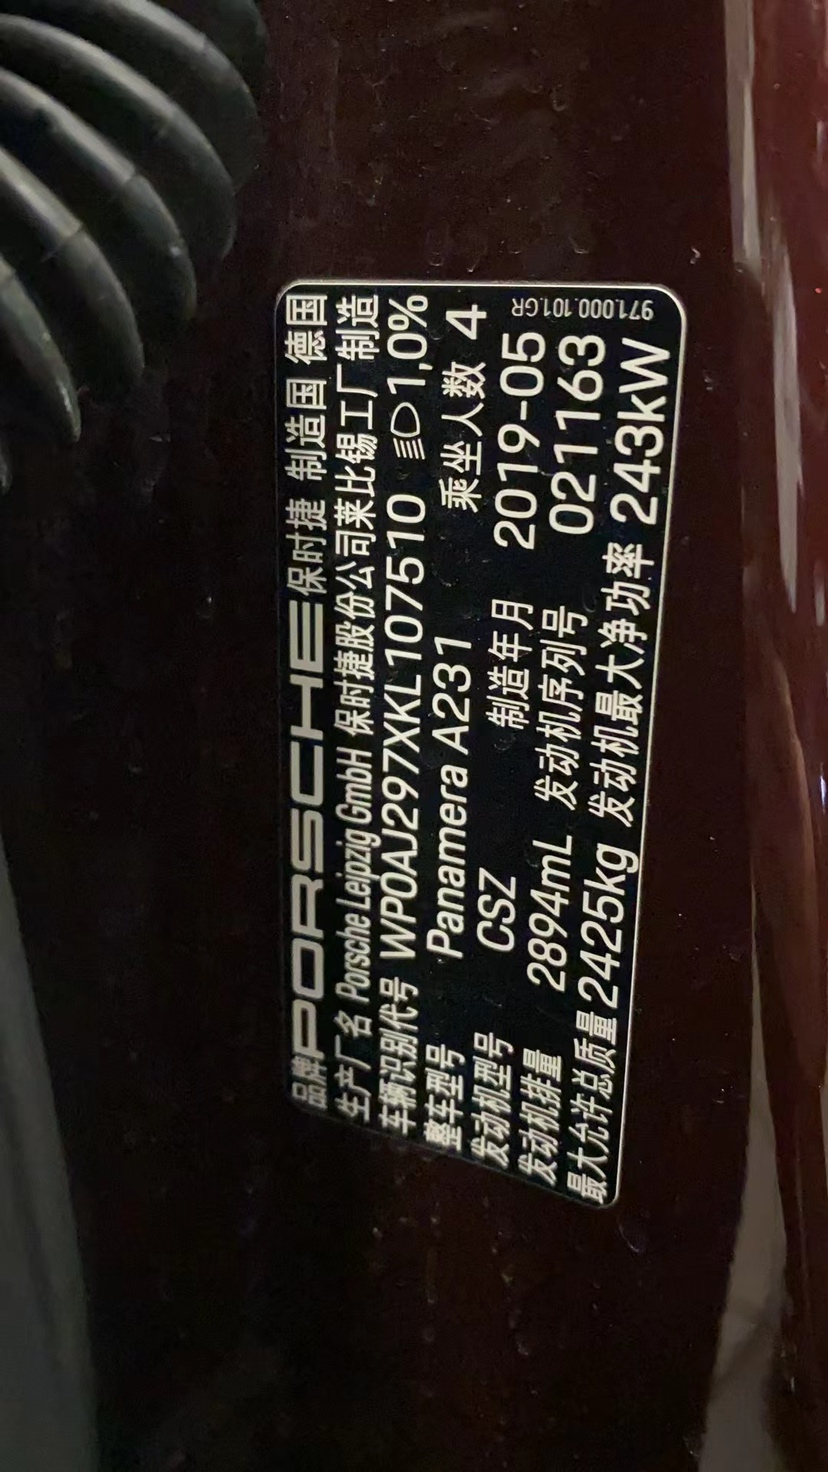 品牌 PORSCHE 保时捷 制造国 德国
生产厂名 Porsche Leipzig GmbH 保时捷股份公司莱比锡工厂制造
车辆识别代号 WP0AJ297XKL107510 1,0%
整车型号 Panamera A231 乘坐人数 4
发动机型号 CSZ 制造年月 2019-05
发动机排量 2894mL 发动机序列号 021163
最大允许总质量 2425kg 发动机最大净功率 243kW
971.000.101.GR